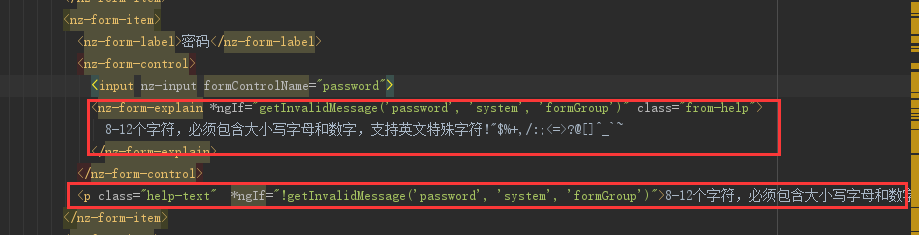 </nz-form-item>
<nz-form-item>
<nz-form-label>密码</nz-form-label>
<nz-form-control>
<input nz-input formControlName="password">
<nz-form-explain *ngIf="getInvalidMessage('password', 'system', 'formGroup')" class="from-help">
8-12个字符，必须包含大小写字母和数字，支持英文特殊字符!"$%+,/:;<=>?@[]^_`~
</nz-form-explain>
</nz-form-control>
<p class="help-text" *ngIf="!getInvalidMessage('password', 'system', 'formGroup')">8-12个字符，必须包含大小写字母和数字
</nz-form-item>